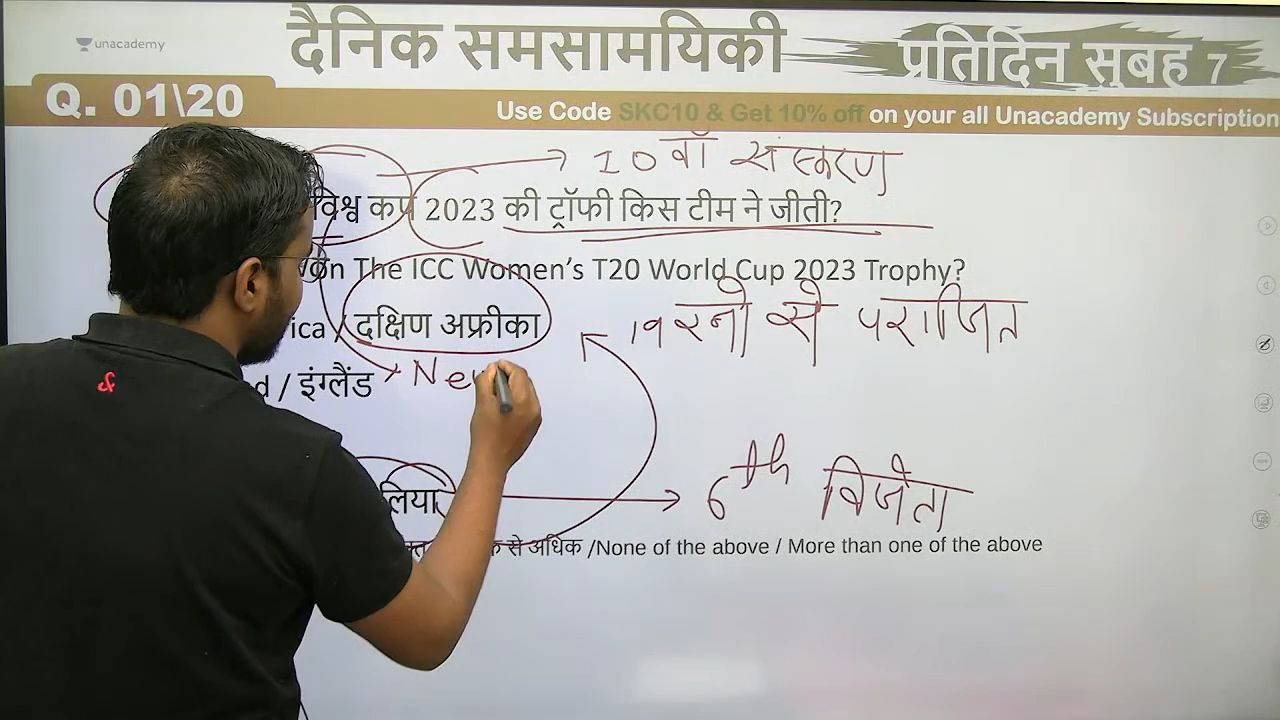 unacademy
दैनिक समसामयिकी
प्रतिदिन सुबह 7
Q. 01\20
Use Code SKC10 & Get 10% off on your all Unacademy Subscription
10 वाँ संस्करण
विश्व कप 2023 की ट्रॉफी किस टीम ने जीती?
The ICC Women's T20 World Cup 2023 Trophy?
ica / दक्षिण अफ्रीका
19 रनो से पराजित
d / इंग्लैंड
Ne
लिया
6th विजेता
से अधिक /None of the above / More than one of the above